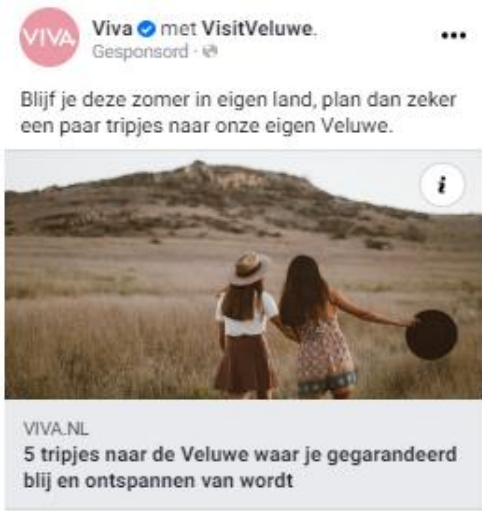 VIVA
Viva met VisitVeluwe.
Gesponsord ·
Blijf je deze zomer in eigen land, plan dan zeker
een paar tripjes naar onze eigen Veluwe.
i
VIVA.NL
5 tripjes naar de Veluwe waar je gegarandeerd
blij en ontspannen van wordt